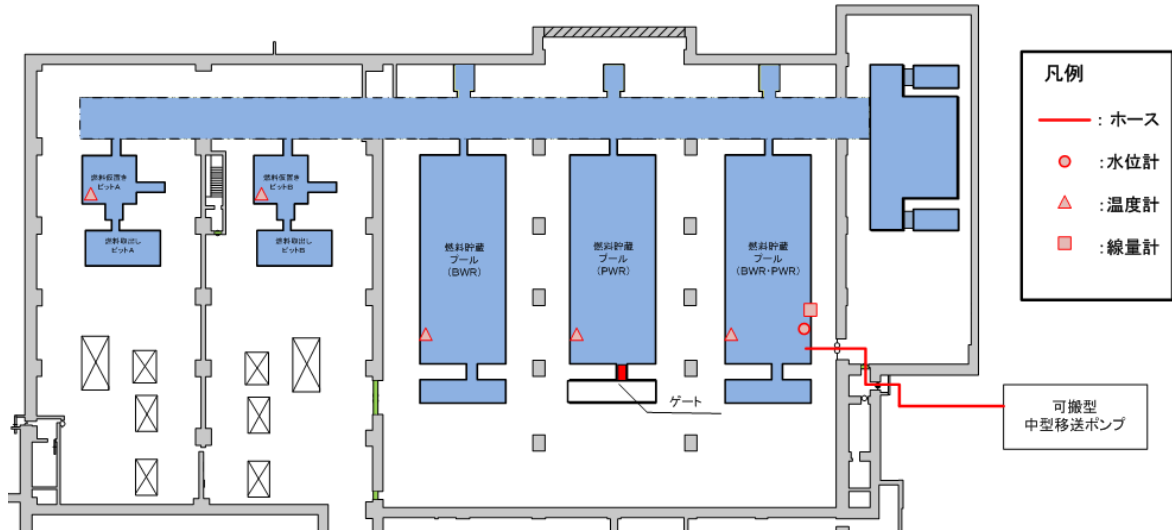 燃料仮置き
ピットA
燃料仮置き
ピットB
燃料取出し
ピットA
燃料取出し
ピットB
燃料貯蔵
プール
(BWR)
燃料貯蔵
プール
(PWR)
燃料貯蔵
プール
(BWR・PWR)
ゲート
凡例
:ホース
:水位計
:温度計
:線量計
可搬型
中型移送ポンプ